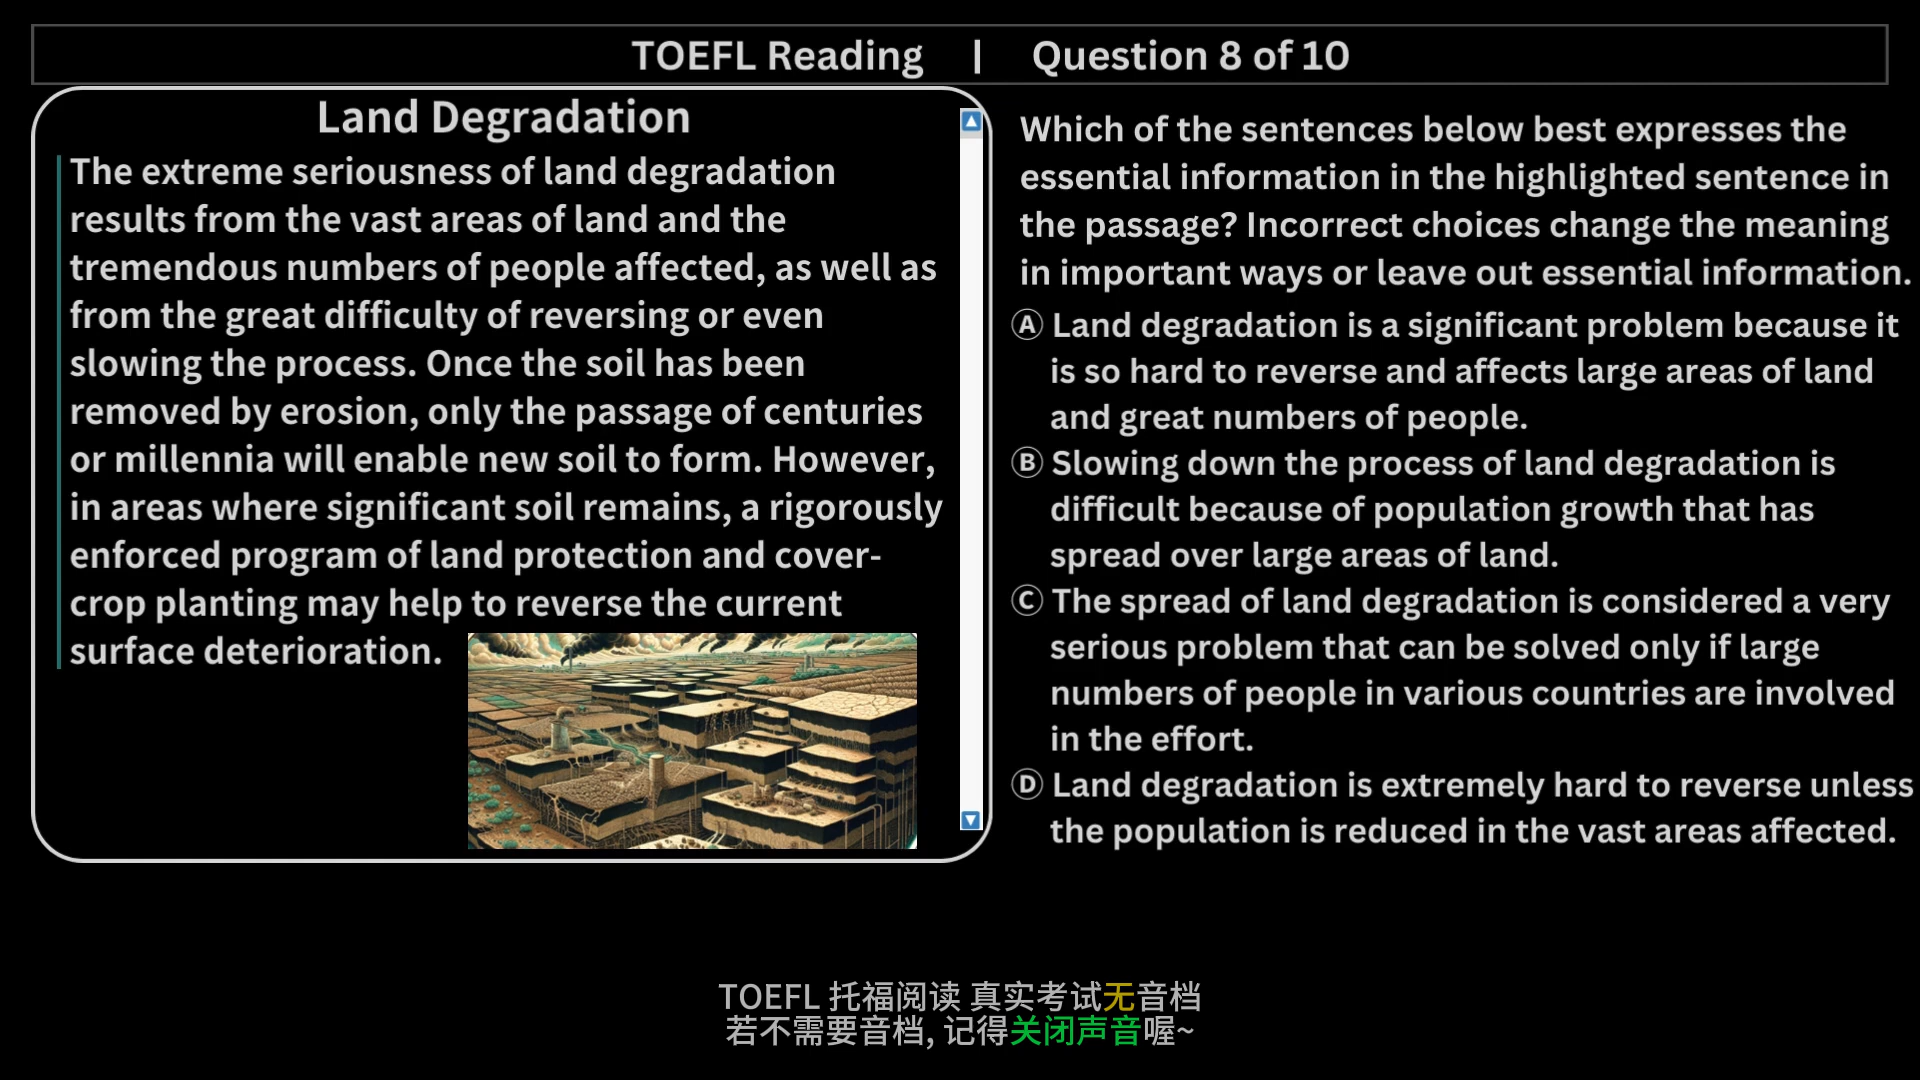 TOEFL Reading | Question 8 of 10
Land Degradation
The extreme seriousness of land degradation
results from the vast areas of land and the
tremendous numbers of people affected, as well as
from the great difficulty of reversing or even
slowing the process. Once the soil has been
removed by erosion, only the passage of centuries
or millennia will enable new soil to form. However,
in areas where significant soil remains, a rigorously
enforced program of land protection and cover-
crop planting may help to reverse the current
surface deterioration.
Which of the sentences below best expresses the
essential information in the highlighted sentence in
the passage? Incorrect choices change the meaning
in important ways or leave out essential information.
Ⓐ Land degradation is a significant problem because it
is so hard to reverse and affects large areas of land
and great numbers of people.
Ⓑ Slowing down the process of land degradation is
difficult because of population growth that has
spread over large areas of land.
Ⓒ The spread of land degradation is considered a very
serious problem that can be solved only if large
numbers of people in various countries are involved
in the effort.
Ⓓ Land degradation is extremely hard to reverse unless
the population is reduced in the vast areas affected.
TOEFL 托福阅读 真实考试无音档
若不需要音档, 记得关闭声音喔~